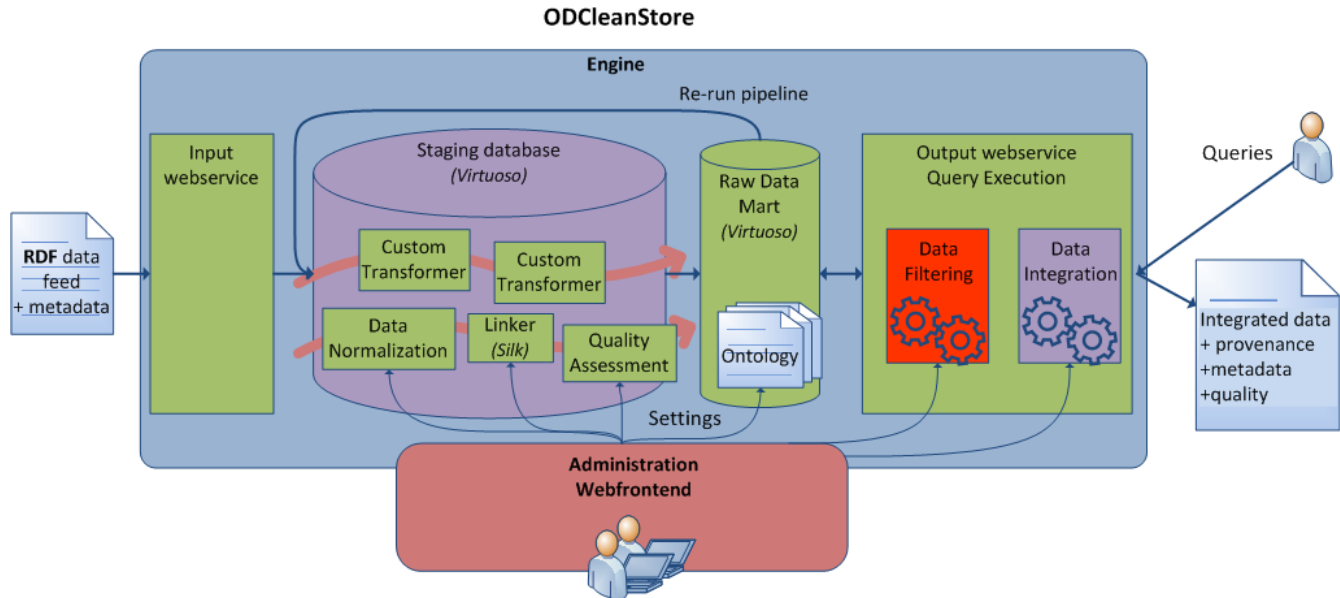 ODCleanStore
Engine
Re-run pipeline
Input
webservice
Staging database
(Virtuoso)
Raw Data
Mart
(Virtuoso)
Output webservice
Query Execution
Queries
RDF data
feed
+ metadata
Custom
Transformer
Custom
Transformer
Data
Filtering
Data
Integration
Data
Normalization
Linker
(Silk)
Quality
Assessment
Ontology
Integrated data
+ provenance
+metadata
+quality
Settings
Administration
Webfrontend